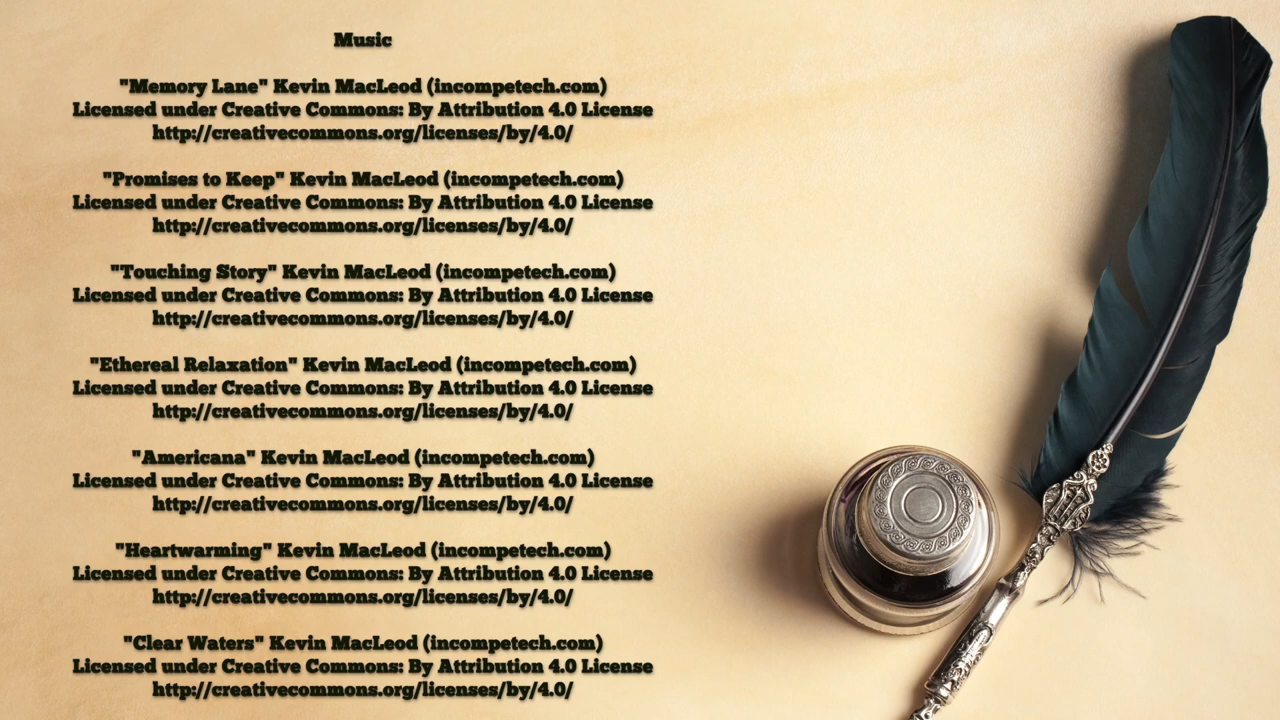 Music
"Memory Lane" Kevin MacLeod (incompetech.com)
Licensed under Creative Commons: By Attribution 4.0 License
http://creativecommons.org/licenses/by/4.0/
"Promises to Keep" Kevin MacLeod (incompetech.com)
Licensed under Creative Commons: By Attribution 4.0 License
http://creativecommons.org/licenses/by/4.0/
"Touching Story" Kevin MacLeod (incompetech.com)
Licensed under Creative Commons: By Attribution 4.0 License
http://creativecommons.org/licenses/by/4.0/
"Ethereal Relaxation" Kevin MacLeod (incompetech.com)
Licensed under Creative Commons: By Attribution 4.0 License
http://creativecommons.org/licenses/by/4.0/
"Americana" Kevin MacLeod (incompetech.com)
Licensed under Creative Commons: By Attribution 4.0 License
http://creativecommons.org/licenses/by/4.0/
"Heartwarming" Kevin MacLeod (incompetech.com)
Licensed under Creative Commons: By Attribution 4.0 License
http://creativecommons.org/licenses/by/4.0/
"Clear Waters" Kevin MacLeod (incompetech.com)
Licensed under Creative Commons: By Attribution 4.0 License
http://creativecommons.org/licenses/by/4.0/